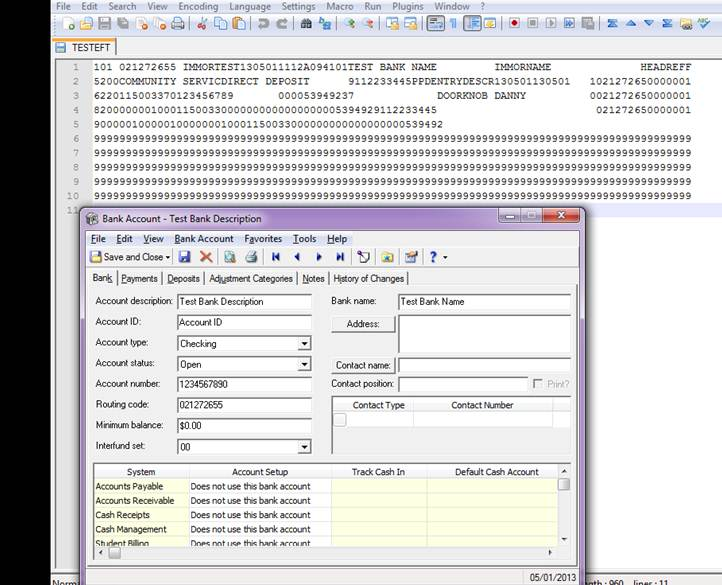 File Edit Search View Encoding Language Settings Macro Run Plugins Window ?
TESTEFT
1 101 021272655 IMMORTEST1305011112A094101TEST BANK NAME IMMORNAME HEADREFF
2 5200COMMUNITY SERVICDIRECT DEPOSIT 9112233445PPDENTRYDESCR130501130501 1021272650000001
3 6220115003370123456789 000053949237 DOORKNOB DANNY 0021272650000001
4 820000000100011500330000000000000000005394929112233445 021272650000001
5 9000001000001000000010001150033000000000000000000539492
6 9999999999999999999999999999999999999999999999999999999999999999999999999999999999999999999999
7 9999999999999999999999999999999999999999999999999999999999999999999999999999999999999999999999
8 9999999999999999999999999999999999999999999999999999999999999999999999999999999999999999999999
9 9999999999999999999999999999999999999999999999999999999999999999999999999999999999999999999999
10 9999999999999999999999999999999999999999999999999999999999999999999999999999999999999999999999
11
Bank Account - Test Bank Description
File Edit View Bank Account Favorites Tools Help
Save and Close ?
Bank Payments Deposits Adjustment Categories Notes History of Changes
Account description: Test Bank Description Bank name: Test Bank Name
Account ID: Account ID Address:
Account type: Checking
Account status: Open Contact name:
Account number: 1234567890 Contact position: Print?
Routing code: 021272655 Contact Type Contact Number
Minimum balance: $0.00
Interfund set: 00
System Account Setup Track Cash In Default Cash Account
Accounts Payable Does not use this bank account
Accounts Receivable Does not use this bank account
Cash Receipts Does not use this bank account
Cash Management Does not use this bank account
Student Billing Does not use this bank account
05/01/2013
lines : 11